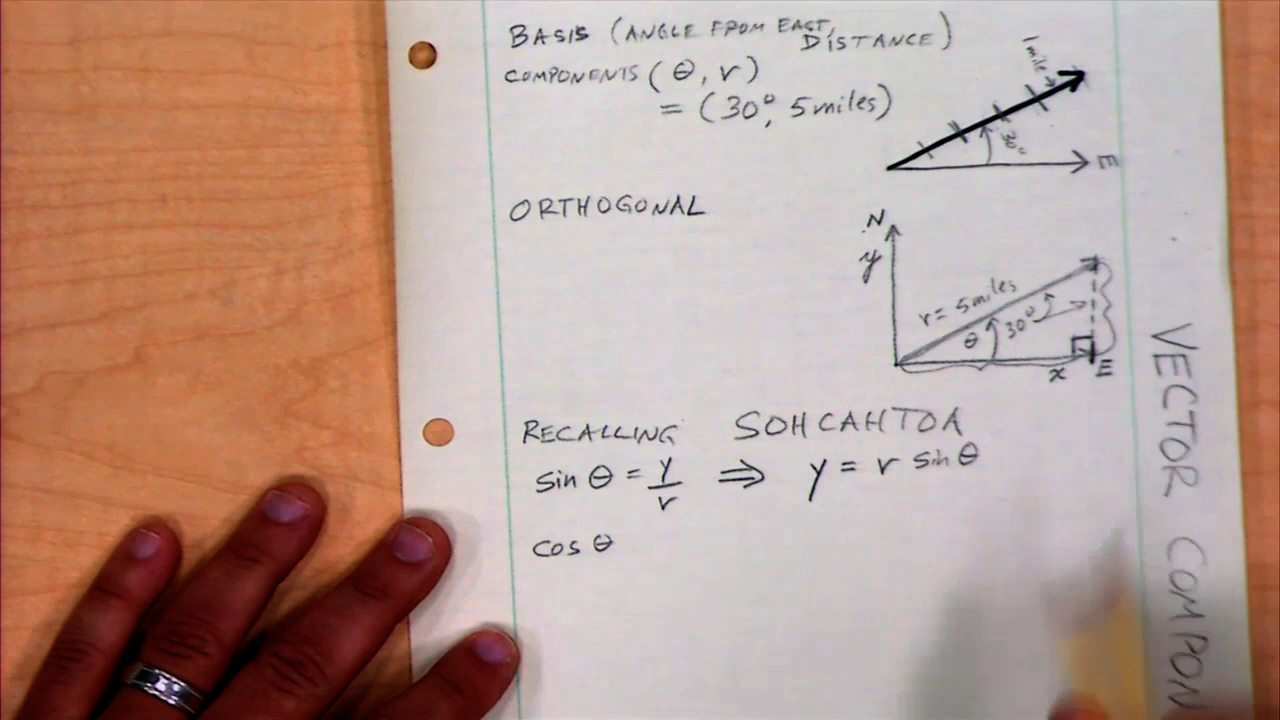 BASIS (ANGLE FROM EAST, DISTANCE)
COMPONENTS (θ, r)
= (30°, 5 miles)
1 mile
30°
E
ORTHOGONAL
N
y
r = 5 miles
θ 30°
x E
RECALLING SOHCAHTOA
sin θ = y/r ⇒ y = r sin θ
cos θ
VECTOR COMPON